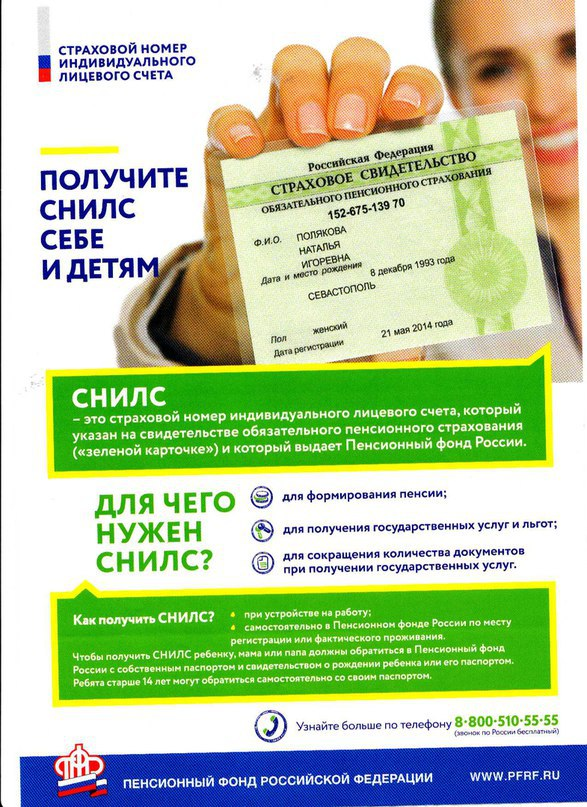 СТРАХОВОЙ НОМЕР
ИНДИВИДУАЛЬНОГО
ЛИЦЕВОГО СЧЕТА
ПОЛУЧИТЕ
СНИЛС
СЕБЕ
И ДЕТЯМ
Российская Федерация
СТРАХОВОЕ СВИДЕТЕЛЬСТВО
ОБЯЗАТЕЛЬНОГО ПЕНСИОННОГО СТРАХОВАНИЯ
152-675-139 70
Ф.И.О. ПОЛЯКОВА
НАТАЛЬЯ
ИГОРЕВНА
Дата и место рождения 8 декабря 1993 года
СЕВАСТОПОЛЬ
Пол женский
Дата регистрации 21 мая 2014 года
СНИЛС
– это страховой номер индивидуального лицевого счета, который
указан на свидетельстве обязательного пенсионного страхования
(«зеленой карточке») и который выдает Пенсионный фонд России.
ДЛЯ ЧЕГО
НУЖЕН
СНИЛС?
для формирования пенсии;
для получения государственных услуг и льгот;
для сокращения количества документов
при получении государственных услуг.
Как получить СНИЛС?
при устройстве на работу;
самостоятельно в Пенсионном фонде России по месту
регистрации или фактического проживания.
Чтобы получить СНИЛС ребенку, мама или папа должны обратиться в Пенсионный фонд
России с собственным паспортом и свидетельством о рождении ребенка или его паспортом.
Ребята старше 14 лет могут обратиться самостоятельно со своим паспортом.
Узнайте больше по телефону 8-800-510-55-55
(звонок по России бесплатный)
ПЕНСИОННЫЙ ФОНД РОССИЙСКОЙ ФЕДЕРАЦИИ
WWW.PFRF.RU